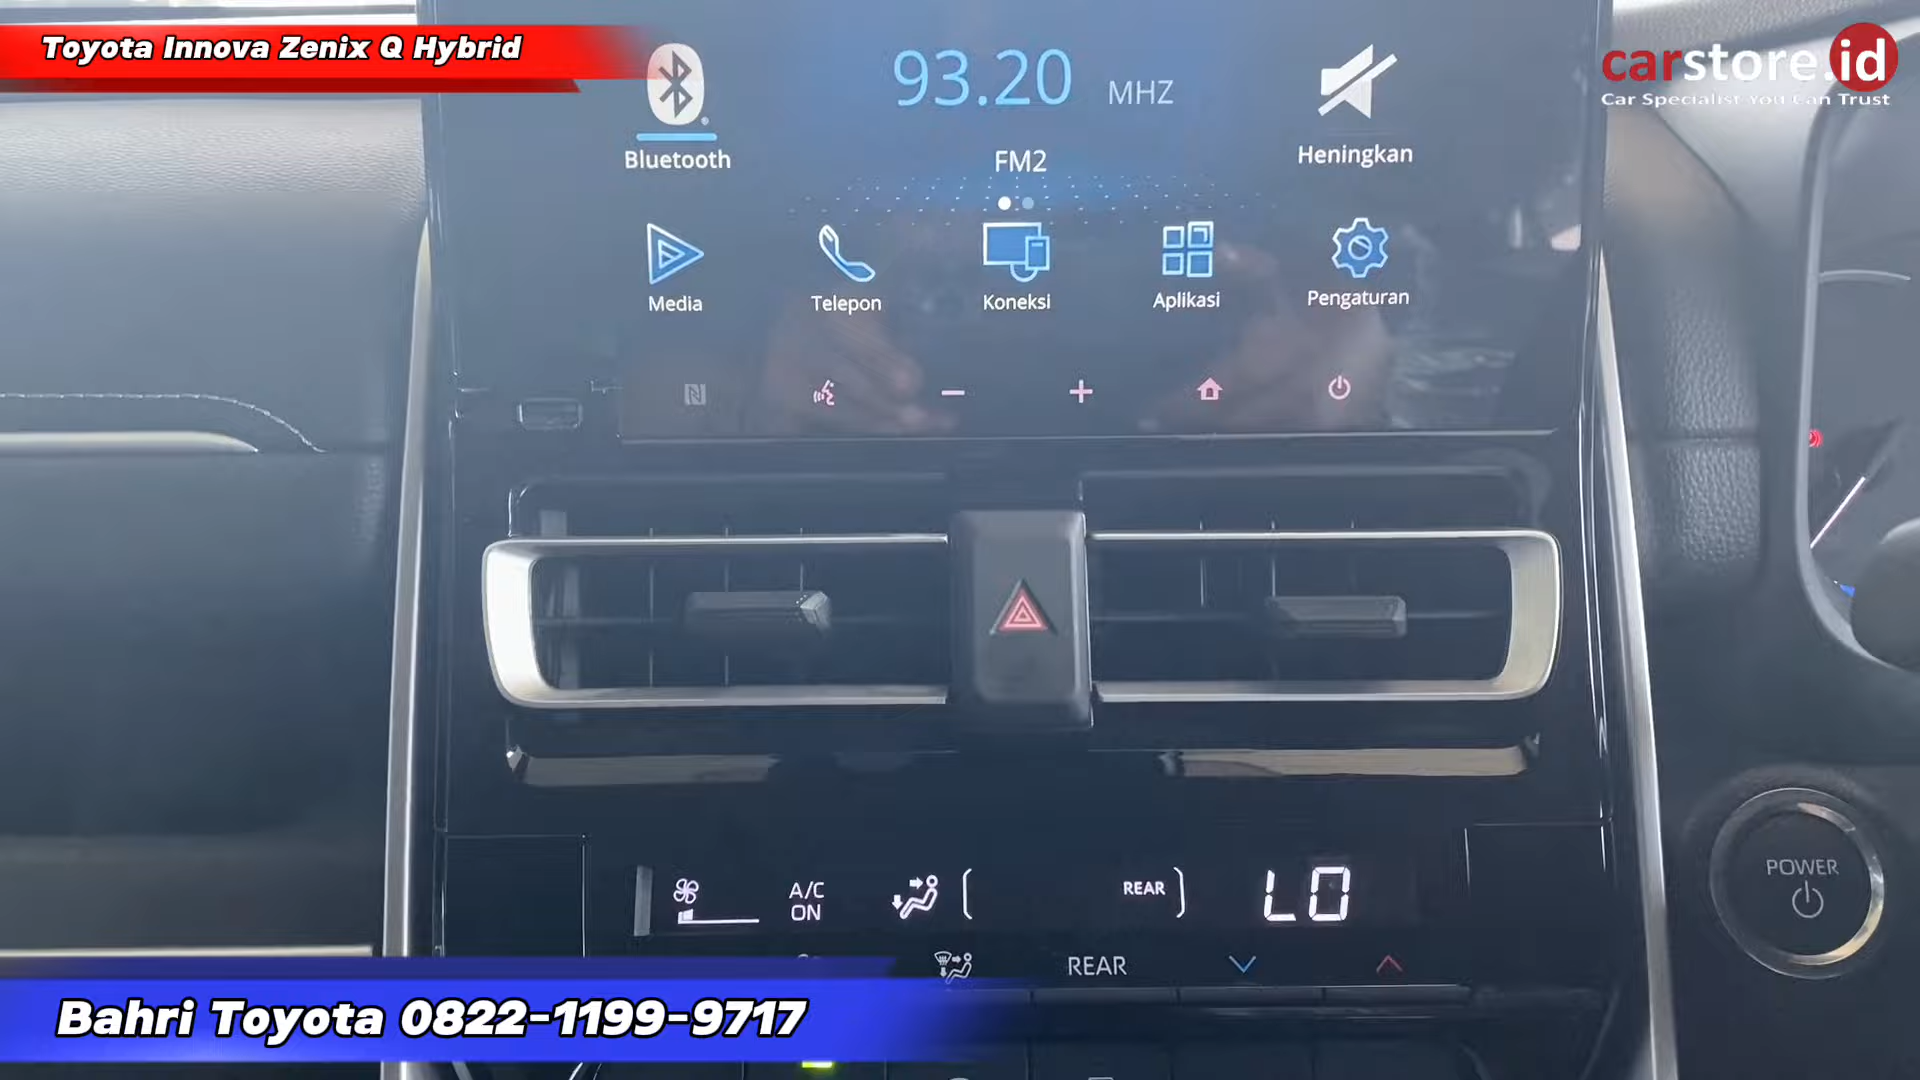 Toyota Innova Zenix Q Hybrid
carstore.id
Car Specialist You Can Trust
93.20 MHZ
FM2
Bluetooth
Heningkan
Media
Telepon
Koneksi
Aplikasi
Pengaturan
A/C
ON
REAR
LO
REAR
POWER
Bahri Toyota 0822-1199-9717